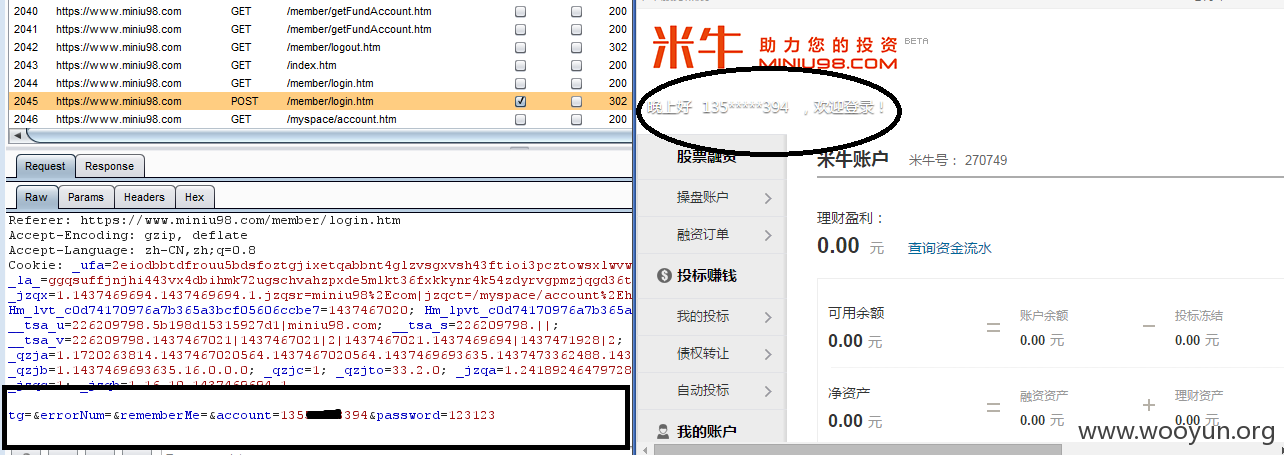 2040 https://www.miniu98.com GET /member/getFundAccount.htm 200
2041 https://www.miniu98.com GET /member/getFundAccount.htm 200
2042 https://www.miniu98.com GET /member/logout.htm 302
2043 https://www.miniu98.com GET /index.htm 200
2044 https://www.miniu98.com GET /member/login.htm 200
2045 https://www.miniu98.com POST /member/login.htm 302
2046 https://www.miniu98.com GET /myspace/account.htm 200
Request Response
Raw Params Headers Hex
Referer: https://www.miniu98.com/member/login.htm
Accept-Encoding: gzip, deflate
Accept-Language: zh-CN,zh;q=0.8
Cookie: _ufa=2eiodbbtdfrouu5bdsfoztgjixetqabbnt4glzvsgxvsh43ftioi3pcztowsxlwvw
_la_=ggqsuffjnjhi443vx4dbihmk72ugschvahzpxde5mlkt36fxkkynr4k54zdyrvgpmzjqgd36t
_jzqx=1.1437469694.1437469694.1.jzqsr=miniu98%2Ecom|jzqct=/myspace/account%2Eh
Hm_lvt_c0d74170976a7b365a3bcf05606ccbe7=1437467020; Hm_lpvt_c0d74170976a7b365a
__tsa_u=226209798.5b198d15315927d1|miniu98.com; __tsa_s=226209798.||;
__tsa_v=226209798.1437467021|1437467021|2|1437467021.1437469694|1437471928|2;
_qzja=1.1720263814.1437467020564.1437467020564.1437469693635.1437473362488.143
_qzjb=1.1437469693635.16.0.0.0; _qzjc=1; _qzjto=33.2.0; _jzqa=1.24189246479728
tg=&errorNum=&rememberMe=&account=135 394&password=123123
米牛 助力您的投资 BETA
MINIU98.COM
晚上好 135*****394 ，欢迎登录！
股票融资
操盘账户
融资订单
投标赚钱
我的投标
债权转让
自动投标
我的账户
米牛账户 米牛号： 270749
理财盈利：
0.00 元 查询资金流水
可用余额 账户余额 投标冻结
0.00 元 = 0.00 元 − 0.00 元
净资产 融资资产 理财资产
0.00 元 = 0.00 元 + 0.00 元
www.wooyun.org